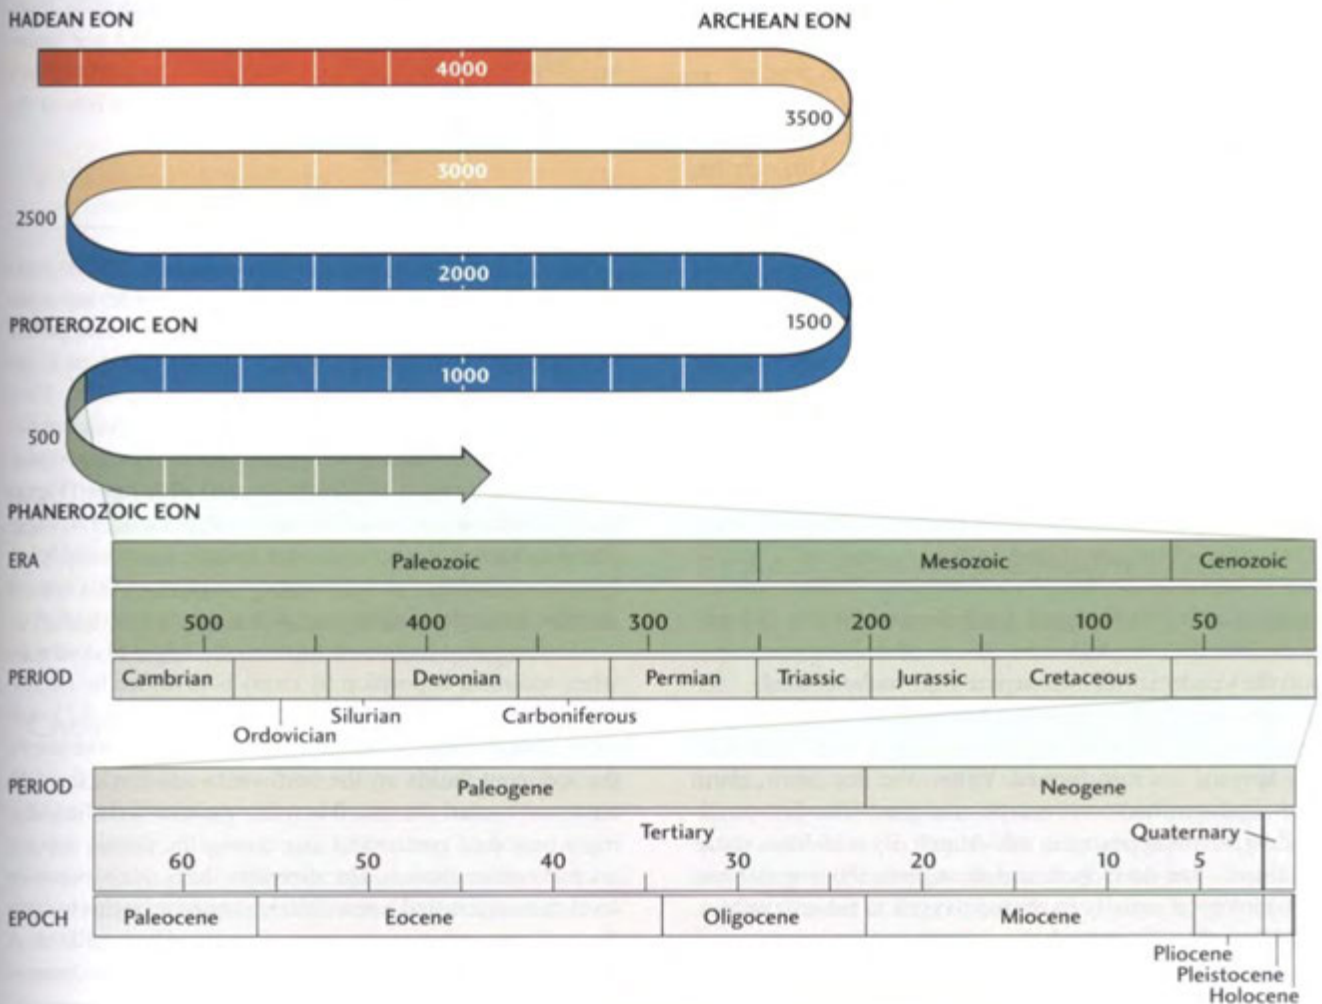 HADEAN EON ARCHEAN EON
4000
3500
3000
2500
2000
PROTEROZOIC EON 1500
1000
500
PHANEROZOIC EON
ERA Paleozoic Mesozoic Cenozoic
500 400 300 200 100 50
PERIOD Cambrian Devonian Permian Triassic Jurassic Cretaceous
Silurian Carboniferous
Ordovician
PERIOD Paleogene Neogene
Tertiary Quaternary
60 50 40 30 20 10 5
EPOCH Paleocene Eocene Oligocene Miocene
Pliocene
Pleistocene
Holocene